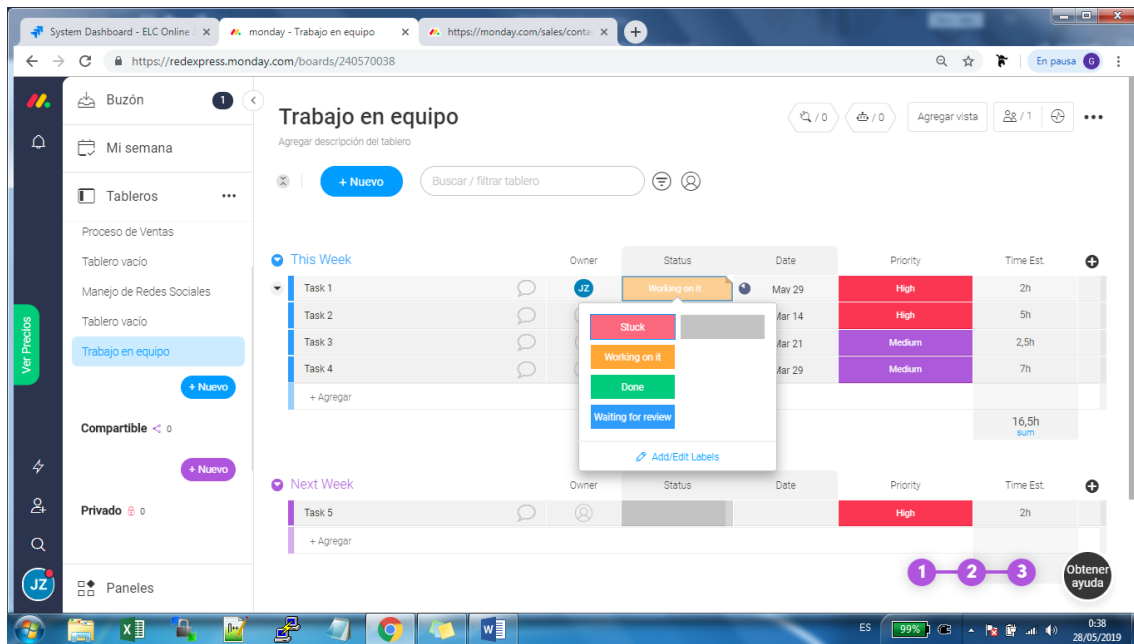 System Dashboard - ELC Online
monday - Trabajo en equipo
https://monday.com/sales/conta
https://redexpress.monday.com/boards/240570038
En pausa G
Buzón 1
Mi semana
Tableros
Proceso de Ventas
Tablero vacío
Manejo de Redes Sociales
Tablero vacío
Trabajo en equipo
+ Nuevo
Compartible 0
+ Nuevo
Privado 0
Paneles
Ver Precios
JZ
Trabajo en equipo
Agregar descripción del tablero
/ 0
/ 0
Agregar vista
/ 1
+ Nuevo
Buscar / filtrar tablero
This Week Owner Status Date Priority Time Est.
Task 1 JZ Working on it May 29 High 2h
Task 2 Mar 14 High 5h
Task 3 Mar 21 Medium 2,5h
Task 4 Mar 29 Medium 7h
+ Agregar
16,5h
sum
Stuck
Working on it
Done
Waiting for review
Add/Edit Labels
Next Week Owner Status Date Priority Time Est.
Task 5 High 2h
+ Agregar
1 2 3
Obtener
ayuda
ES 99% 0:38
28/05/2019